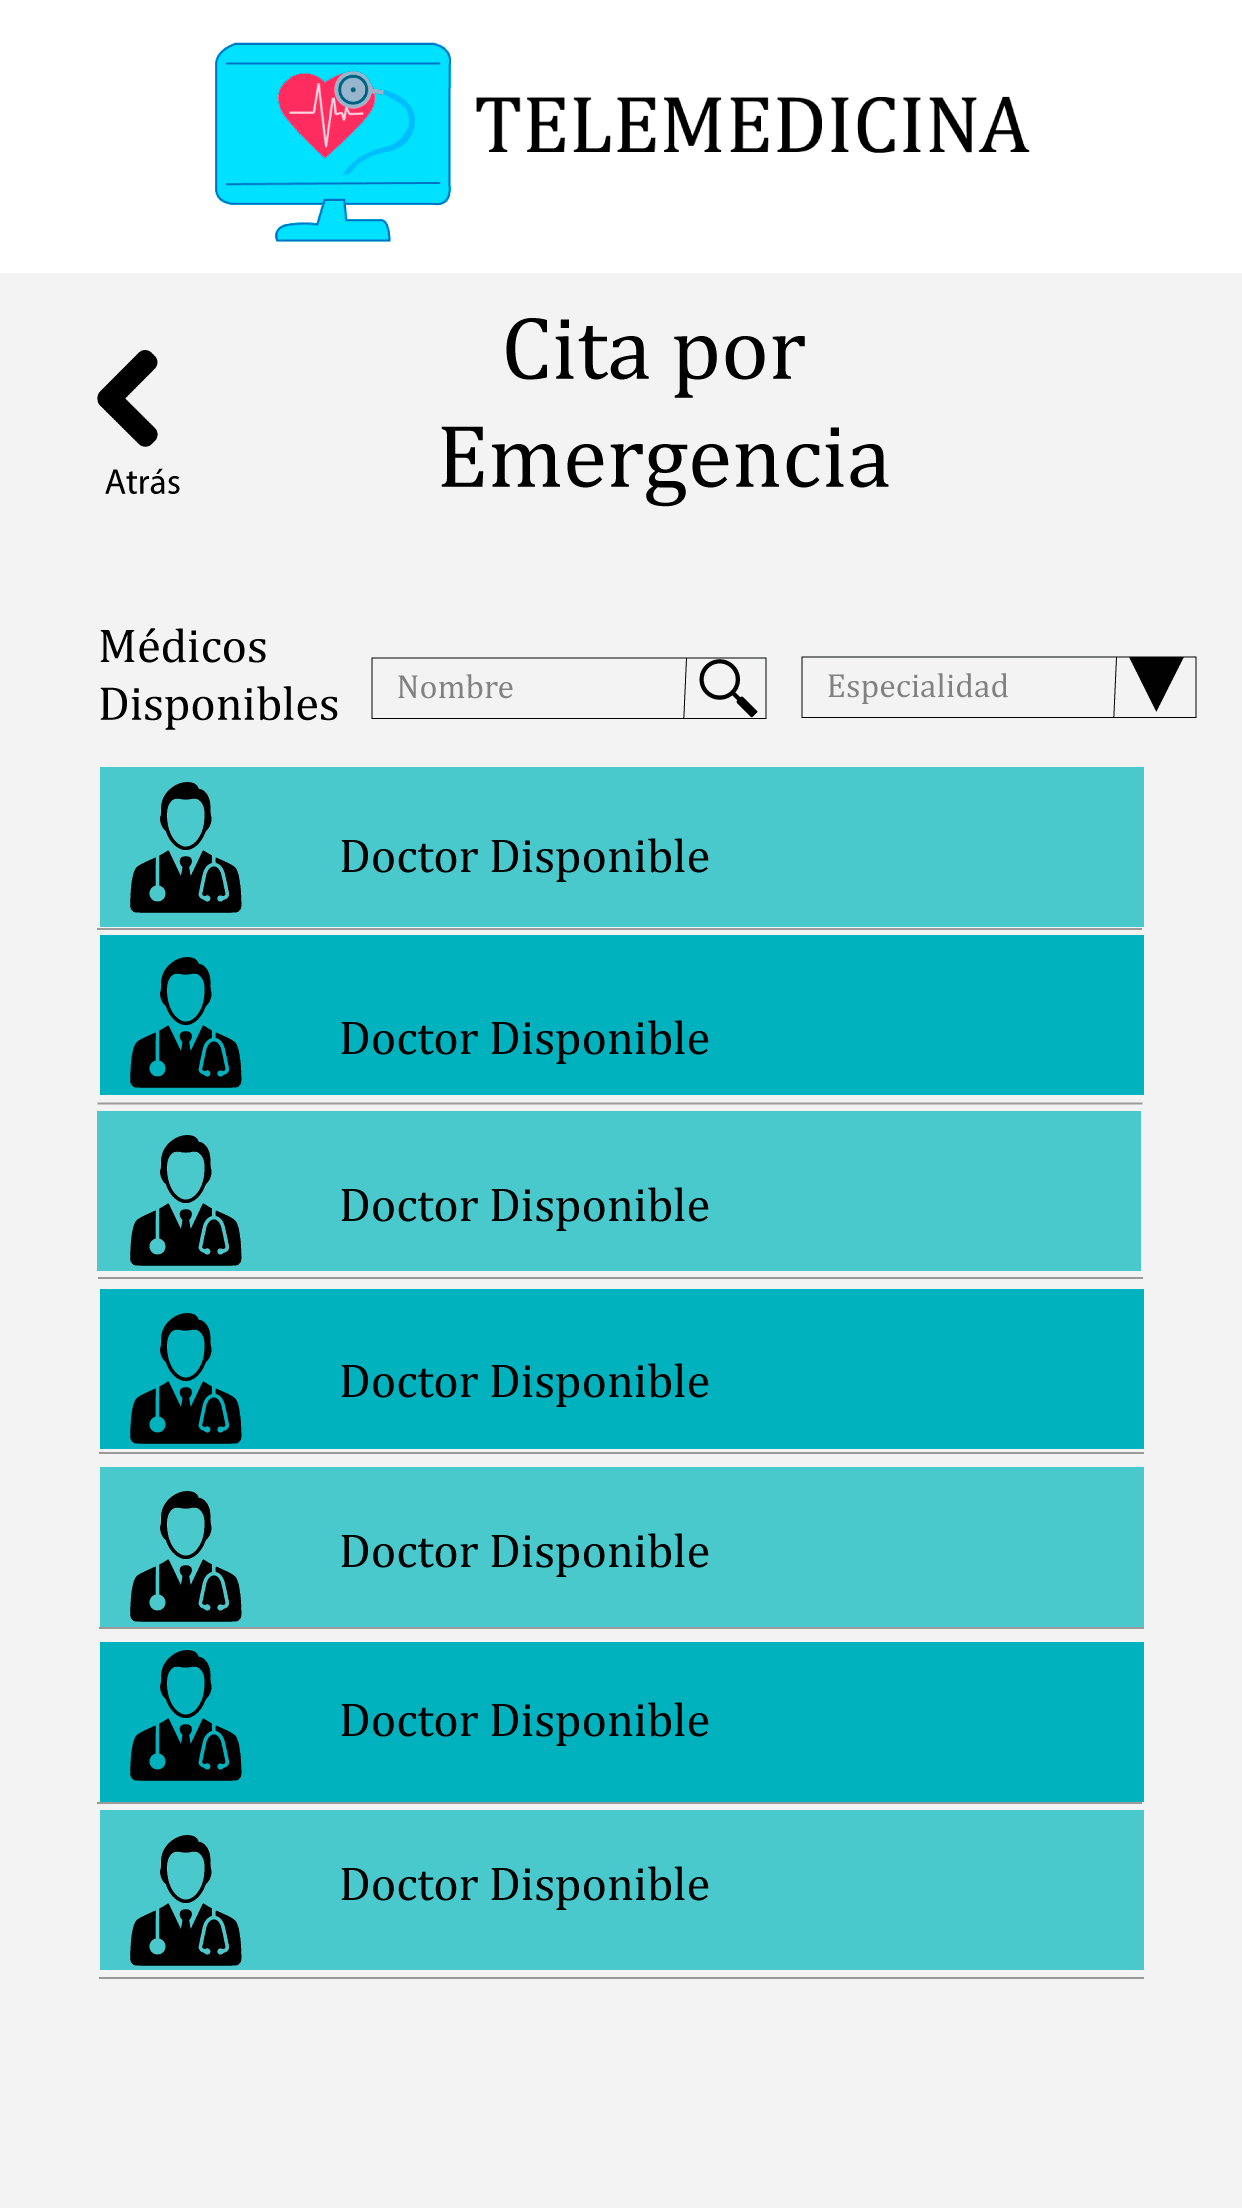 TELEMEDICINA
Cita por
Emergencia
Atrás
Médicos
Disponibles
Nombre
Especialidad
Doctor Disponible
Doctor Disponible
Doctor Disponible
Doctor Disponible
Doctor Disponible
Doctor Disponible
Doctor Disponible